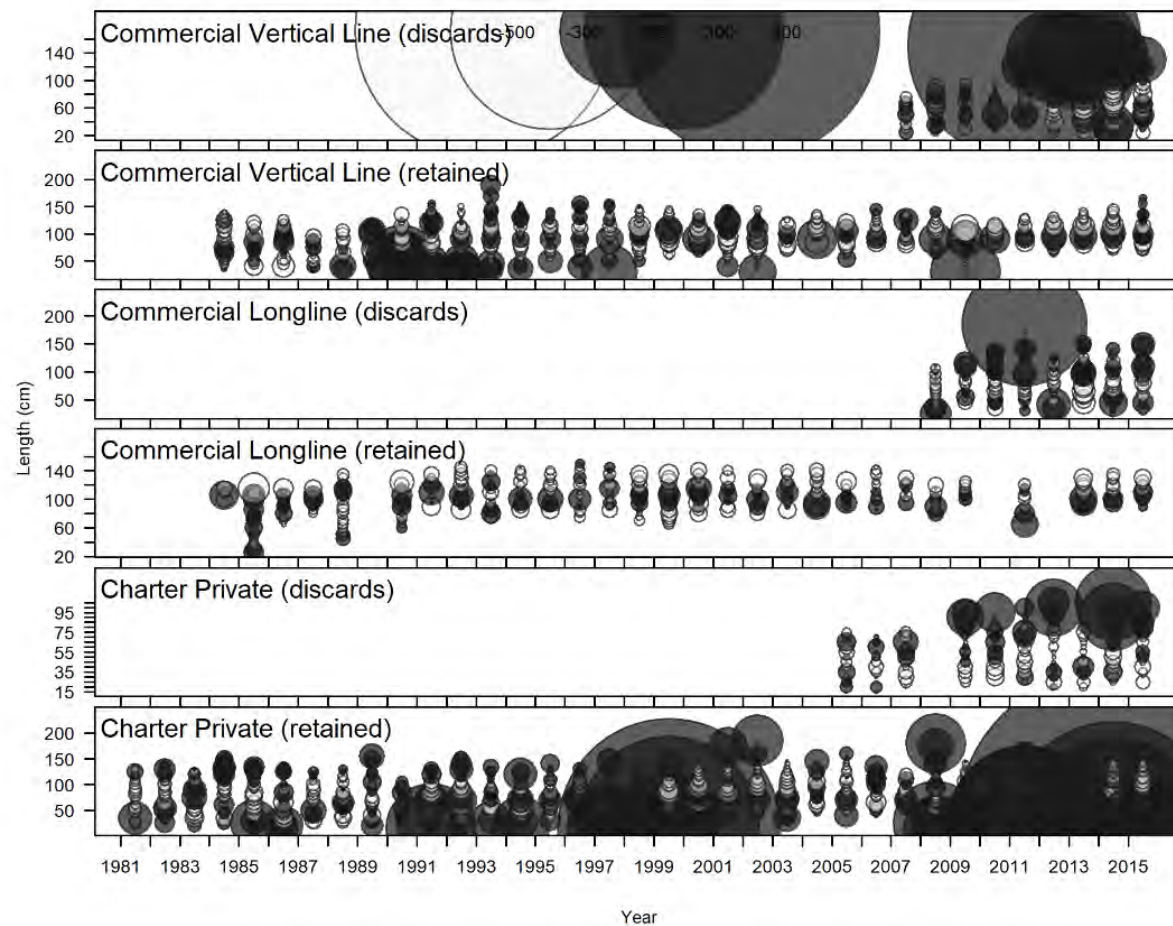 Commercial Vertical Line (discards)
-500 -300
140
100
60
20
Commercial Vertical Line (retained)
200
150
100
50
Commercial Longline (discards)
200
150
100
50
Length (cm)
Commercial Longline (retained)
140
100
60
20
Charter Private (discards)
95
75
55
35
15
Charter Private (retained)
200
150
100
50
1981 1983 1985 1987 1989 1991 1993 1995 1997 1999 2001 2003 2005 2007 2009 2011 2013 2015
Year